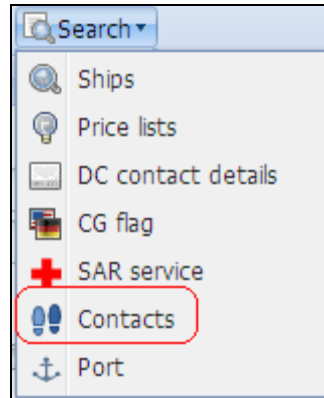 Search
Ships
Price lists
DC contact details
CG flag
SAR service
Contacts
Port